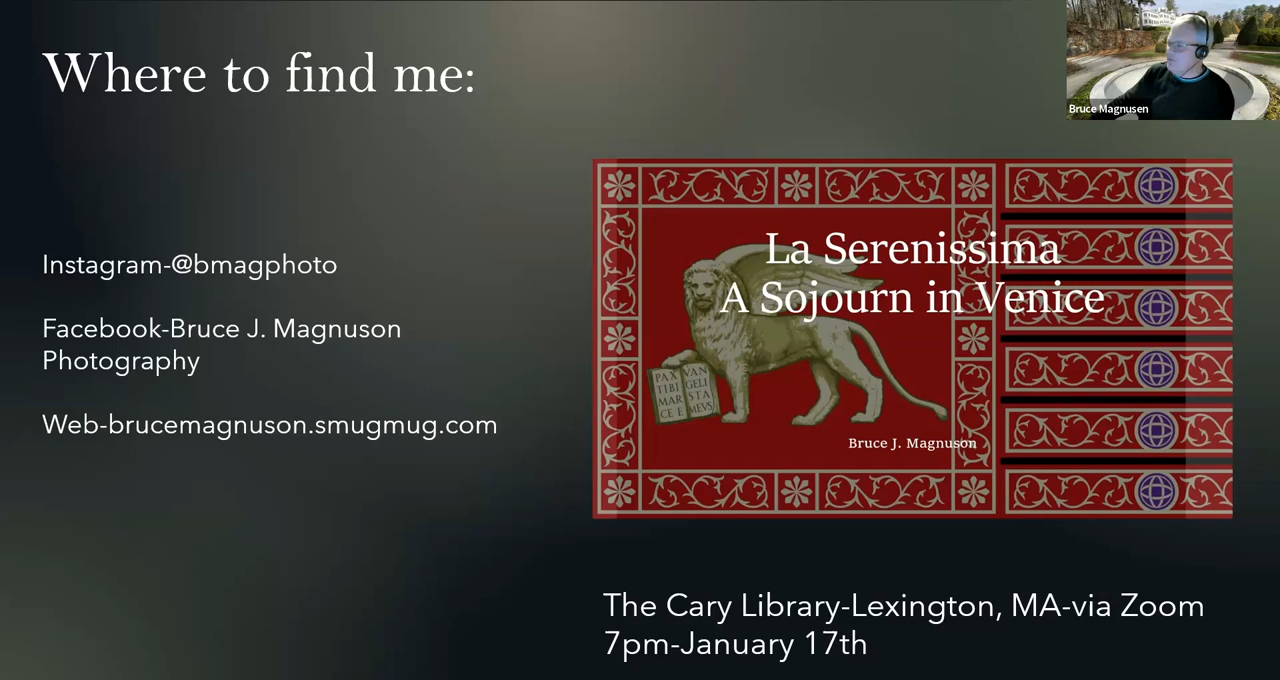 Where to find me:
Bruce Magnusen
Instagram-@bmagphoto
Facebook-Bruce J. Magnuson
Photography
Web-brucemagnuson.smugmug.com
La Serenissima
A Sojourn in Venice
PAX VAN
TIBI GELI
MAR STA
CE E MEVS
Bruce J. Magnuson
The Cary Library-Lexington, MA-via Zoom
7pm-January 17th